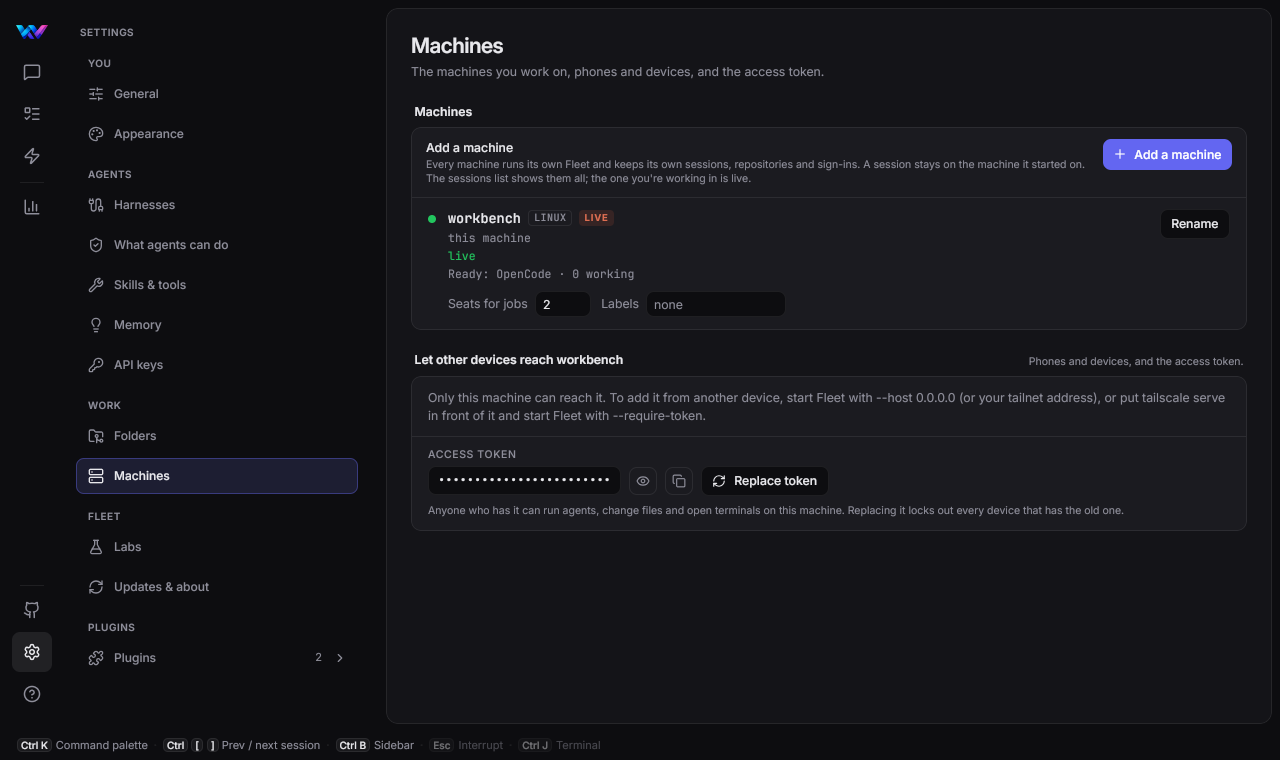 SETTINGS
YOU
General
Appearance
AGENTS
Harnesses
What agents can do
Skills & tools
Memory
API keys
WORK
Folders
Machines
FLEET
Labs
Updates & about
PLUGINS
Plugins 2
Machines
The machines you work on, phones and devices, and the access token.
Machines
Add a machine
Every machine runs its own Fleet and keeps its own sessions, repositories and sign-ins. A session stays on the machine it started on.
The sessions list shows them all; the one you're working in is live.
+ Add a machine
workbench LINUX LIVE
this machine
live
Ready: OpenCode · 0 working
Rename
Seats for jobs 2 Labels none
Let other devices reach workbench
Phones and devices, and the access token.
Only this machine can reach it. To add it from another device, start Fleet with --host 0.0.0.0 (or your tailnet address), or put tailscale serve
in front of it and start Fleet with --require-token.
ACCESS TOKEN
••••••••••••••••••••••••
Replace token
Anyone who has it can run agents, change files and open terminals on this machine. Replacing it locks out every device that has the old one.
Ctrl K Command palette · Ctrl [ ] Prev / next session · Ctrl B Sidebar · Esc Interrupt · Ctrl J Terminal